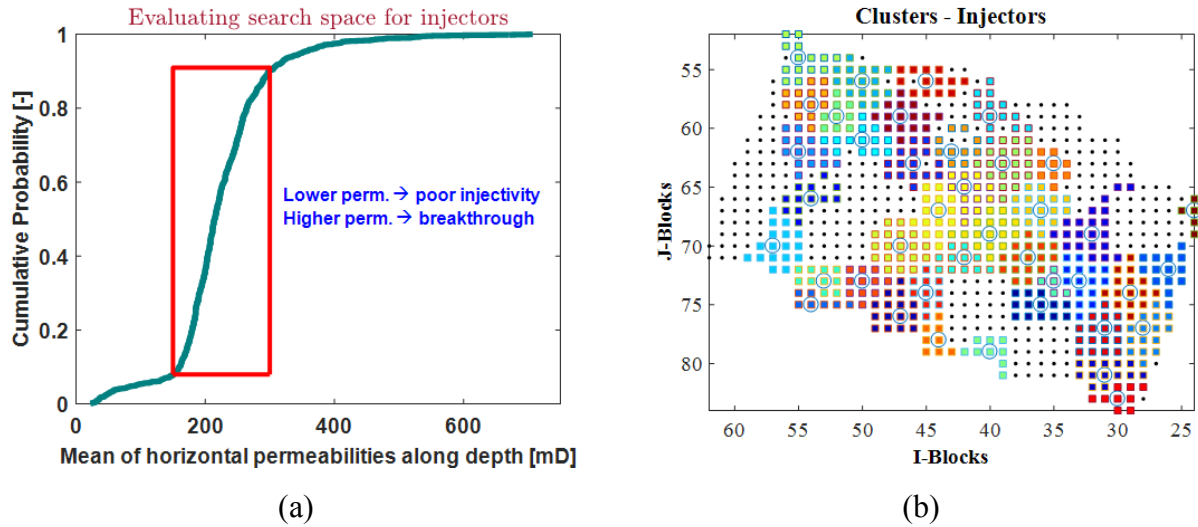 Evaluating search space for injectors
1
0.8
0.6
0.4
0.2
0
Cumulative Probability [-]
Lower perm. → poor injectivity
Higher perm. → breakthrough
200
400
600
Mean of horizontal permeabilities along depth [mD]
(a)
Clusters - Injectors
55
60
65
70
75
80
J-Blocks
60
55
50
45
40
35
30
25
I-Blocks
(b)